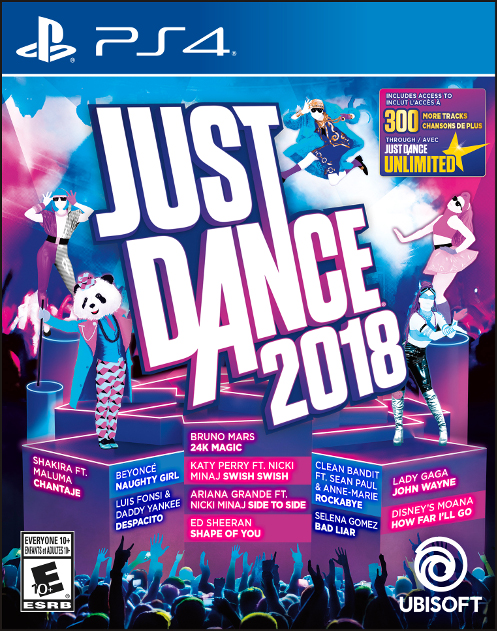 PS4
INCLUDES ACCESS TO
INCLUT L'ACCÈS À
300 MORE TRACKS
CHANSONS DE PLUS
THROUGH / AVEC
JUST DANCE
UNLIMITED
JUST
DANCE
2018
SHAKIRA FT.
MALUMA
CHANTAJE
BEYONCÉ
NAUGHTY GIRL
LUIS FONSI &
DADDY YANKEE
DESPACITO
BRUNO MARS
24K MAGIC
KATY PERRY FT. NICKI
MINAJ SWISH SWISH
ARIANA GRANDE FT.
NICKI MINAJ SIDE TO SIDE
ED SHEERAN
SHAPE OF YOU
CLEAN BANDIT
FT. SEAN PAUL
& ANNE-MARIE
ROCKABYE
SELENA GOMEZ
BAD LIAR
LADY GAGA
JOHN WAYNE
DISNEY'S MOANA
HOW FAR I'LL GO
EVERYONE 10+
ENFANTS et ADULTES 10+
E
10+
ESRB
UBISOFT